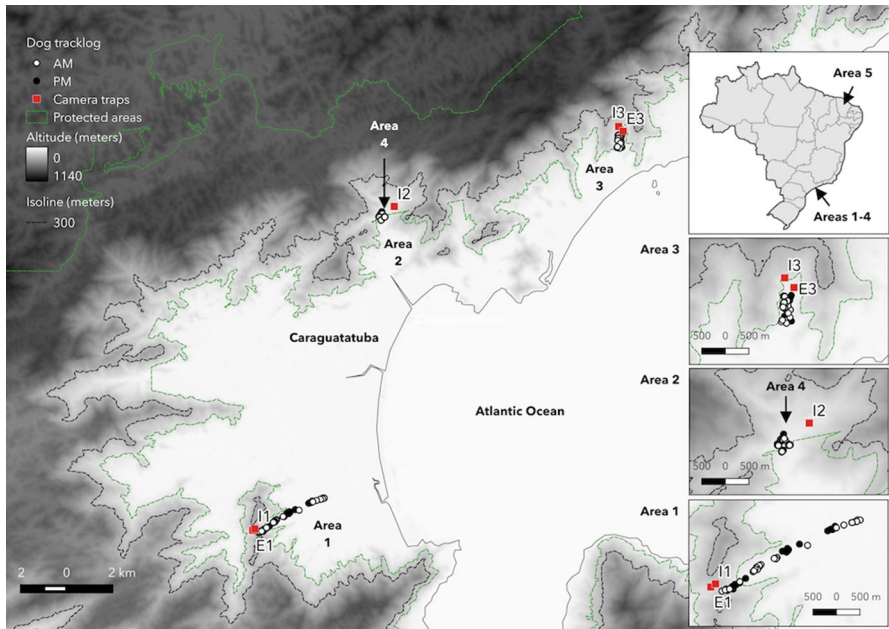 Dog tracklog
AM
PM
Camera traps
Protected areas
Altitude (meters)
0
1140
Isoline (meters)
300
Area
4
I2
Area
2
I3
E3
Area
3
Caraguatatuba
Atlantic Ocean
I1
E1
Area
1
2 0 2 km
Area 5
Areas 1-4
Area 3
I3
E3
500 0 500 m
Area 2
Area 4
I2
500 0 500 m
Area 1
I1
E1
500 0 500 m